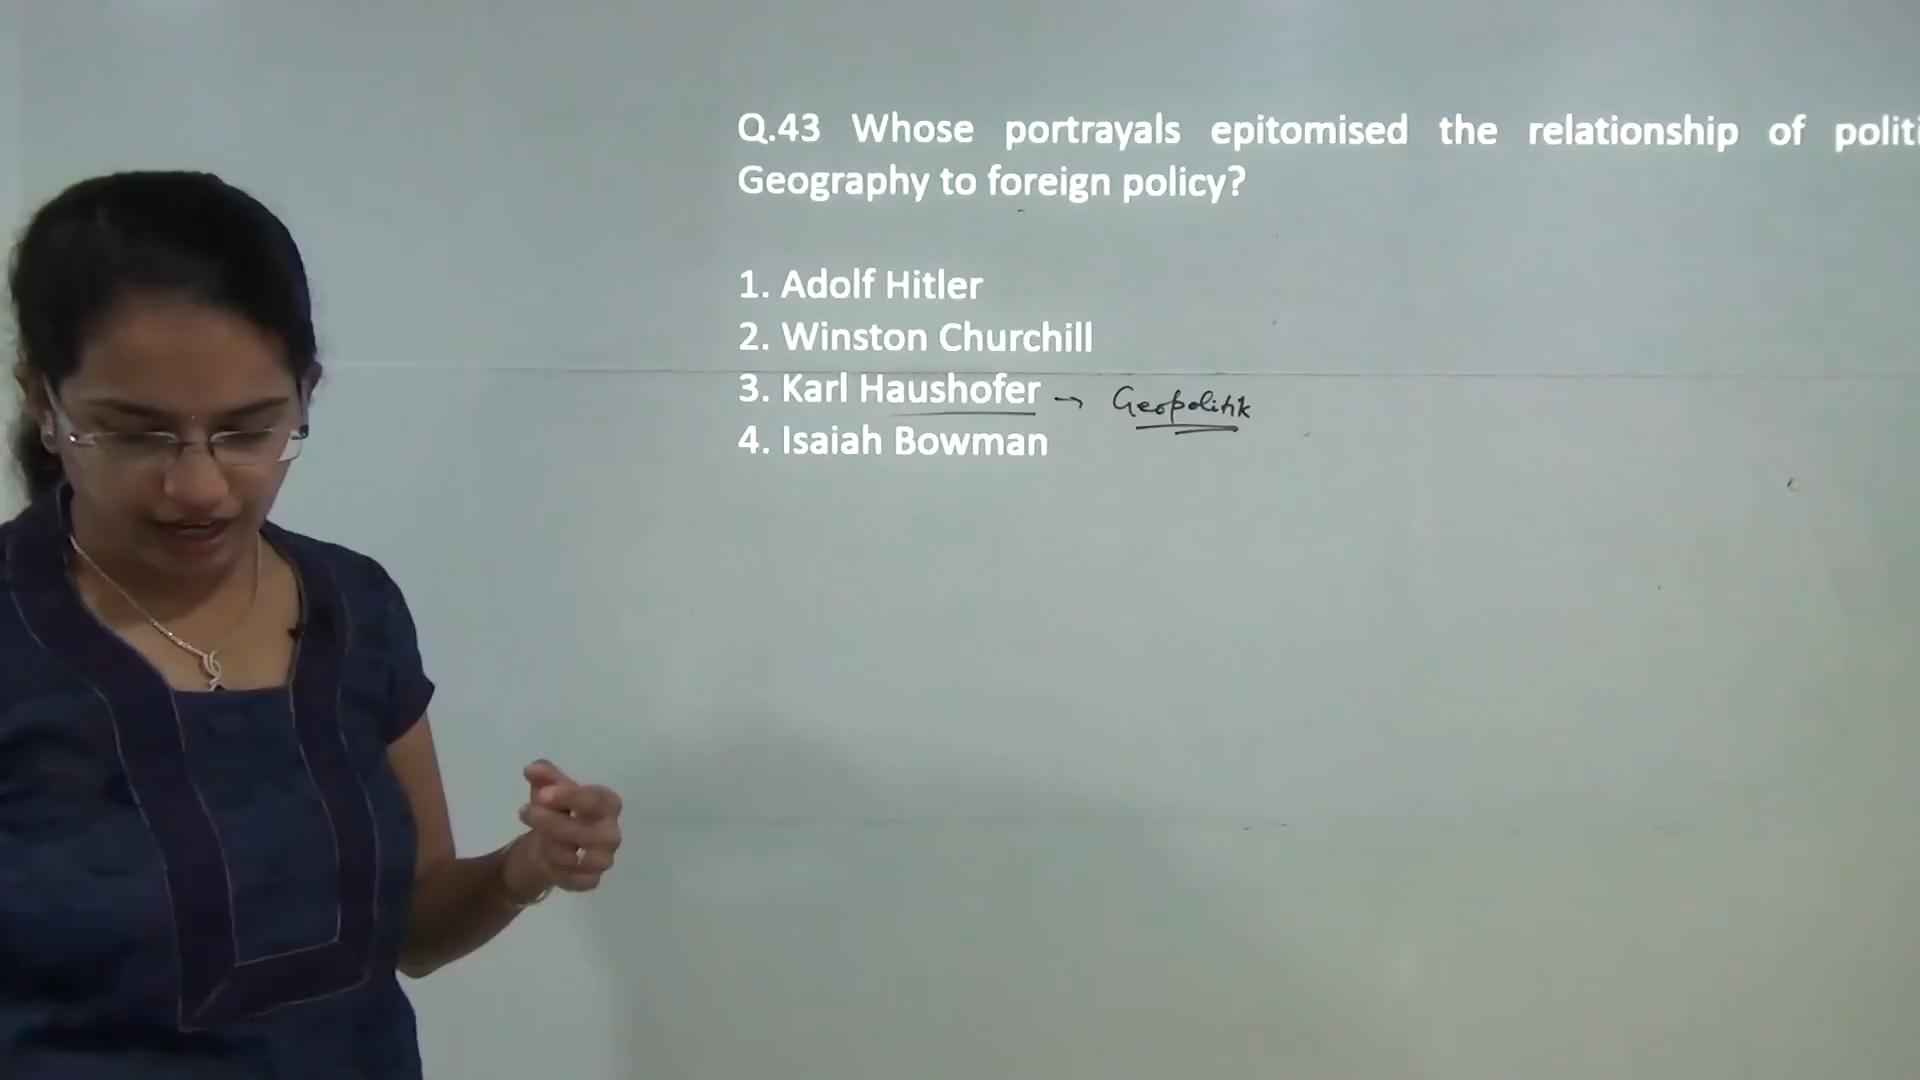 Q.43 Whose portrayals epitomised the relationship of politi
Geography to foreign policy?
1. Adolf Hitler
2. Winston Churchill
3. Karl Haushofer → Geopolitik
4. Isaiah Bowman